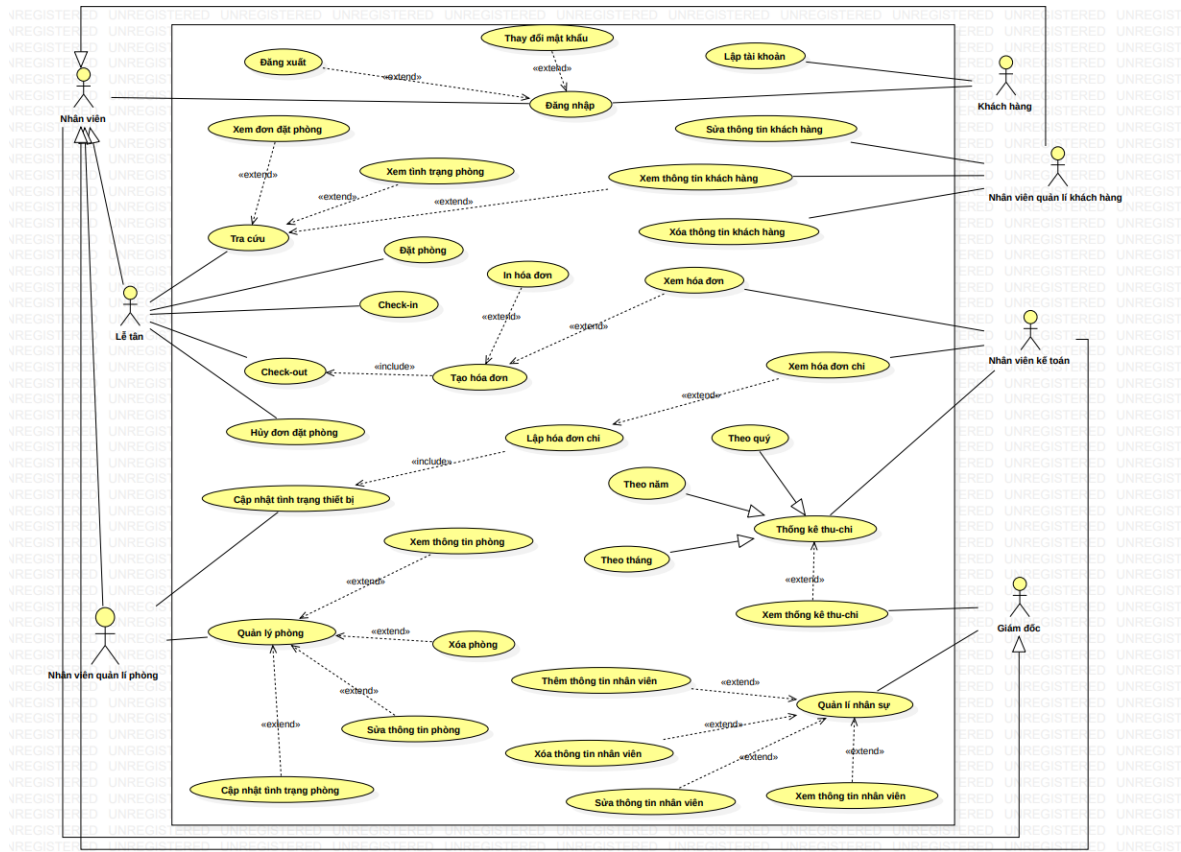 Thay đổi mật khẩu
Đăng xuất
«extend»
«extend»
Lập tài khoản
Đăng nhập
Nhân viên
Khách hàng
Xem đơn đặt phòng
Sửa thông tin khách hàng
«extend»
Xem tình trạng phòng
Xem thông tin khách hàng
«extend»
«extend»
Nhân viên quản lí khách hàng
Tra cứu
Xóa thông tin khách hàng
Đặt phòng
In hóa đơn
Xem hóa đơn
Check-in
«extend»
«extend»
Lễ tân
Nhân viên kế toán
Check-out
«include»
Tạo hóa đơn
Xem hóa đơn chi
«extend»
Hủy đơn đặt phòng
Lập hóa đơn chi
Theo quý
«include»
Theo năm
Cập nhật tình trạng thiết bị
Thống kê thu-chi
Xem thông tin phòng
Theo tháng
«extend»
«extend»
Xem thống kê thu-chi
Giám đốc
Quản lý phòng
«extend»
Xóa phòng
Nhân viên quản lí phòng
Thêm thông tin nhân viên
«extend»
«extend»
Quản lí nhân sự
«extend»
Sửa thông tin phòng
«extend»
Xóa thông tin nhân viên
«extend»
«extend»
Cập nhật tình trạng phòng
Sửa thông tin nhân viên
Xem thông tin nhân viên
UNREGISTERED